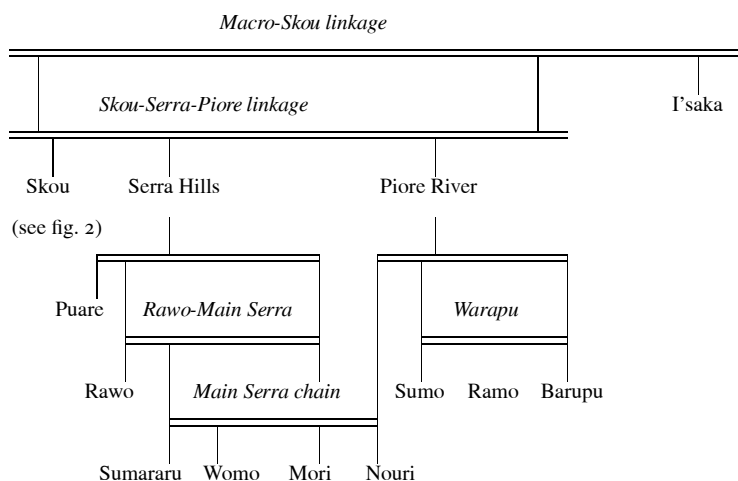 Macro-Skou linkage
Skou-Serra-Piore linkage
I'saka
Skou Serra Hills Piore River
(see fig. 2)
Puare Rawo-Main Serra Warapu
Rawo Main Serra chain Sumo Ramo Barupu
Sumararu Womo Mori Nouri